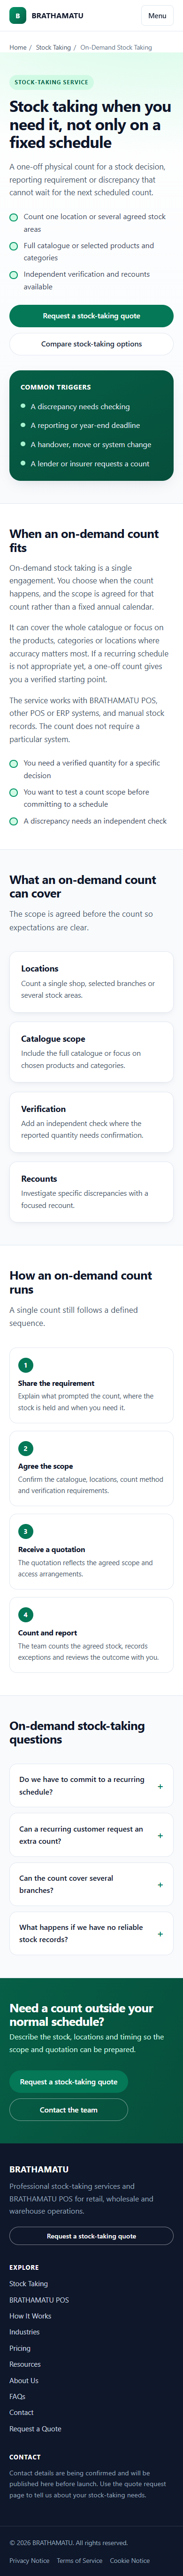 B BRATHAMATU Menu
Home / Stock Taking / On-Demand Stock Taking
STOCK-TAKING SERVICE
Stock taking when you
need it, not only on a
fixed schedule
A one-off physical count for a stock decision,
reporting requirement or discrepancy that
cannot wait for the next scheduled count.
Count one location or several agreed stock
areas
Full catalogue or selected products and
categories
Independent verification and recounts
available
Request a stock-taking quote
Compare stock-taking options
COMMON TRIGGERS
A discrepancy needs checking
A reporting or year-end deadline
A handover, move or system change
A lender or insurer requests a count
When an on-demand count
fits
On-demand stock taking is a single
engagement. You choose when the count
happens, and the scope is agreed for that
count rather than a fixed annual calendar.
It can cover the whole catalogue or focus on
the products, categories or locations where
accuracy matters most. If a recurring schedule
is not appropriate yet, a one-off count gives
you a verified starting point.
The service works with BRATHAMATU POS,
other POS or ERP systems, and manual stock
records. The count does not require a
particular system.
You need a verified quantity for a specific
decision
You want to test a count scope before
committing to a schedule
A discrepancy needs an independent check
What an on-demand count
can cover
The scope is agreed before the count so
expectations are clear.
Locations
Count a single shop, selected branches or
several stock areas.
Catalogue scope
Include the full catalogue or focus on
chosen products and categories.
Verification
Add an independent check where the
reported quantity needs confirmation.
Recounts
Investigate specific discrepancies with a
focused recount.
How an on-demand count
runs
A single count still follows a defined
sequence.
1
Share the requirement
Explain what prompted the count, where the
stock is held and when you need it.
2
Agree the scope
Confirm the catalogue, locations, count method
and verification requirements.
3
Receive a quotation
The quotation reflects the agreed scope and
access arrangements.
4
Count and report
The team counts the agreed stock, records
exceptions and reviews the outcome with you.
On-demand stock-taking
questions
Do we have to commit to a recurring
schedule? +
Can a recurring customer request an
extra count? +
Can the count cover several
branches? +
What happens if we have no reliable
stock records? +
Need a count outside your
normal schedule?
Describe the stock, locations and timing so the
scope and quotation can be prepared.
Request a stock-taking quote
Contact the team
BRATHAMATU
Professional stock-taking services and
BRATHAMATU POS for retail, wholesale and
warehouse operations.
Request a stock-taking quote
EXPLORE
Stock Taking
BRATHAMATU POS
How It Works
Industries
Pricing
Resources
About Us
FAQs
Contact
Request a Quote
CONTACT
Contact details are being confirmed and will be
published here before launch. Use the quote request
page to tell us about your stock-taking needs.
© 2026 BRATHAMATU. All rights reserved.
Privacy Notice Terms of Service Cookie Notice